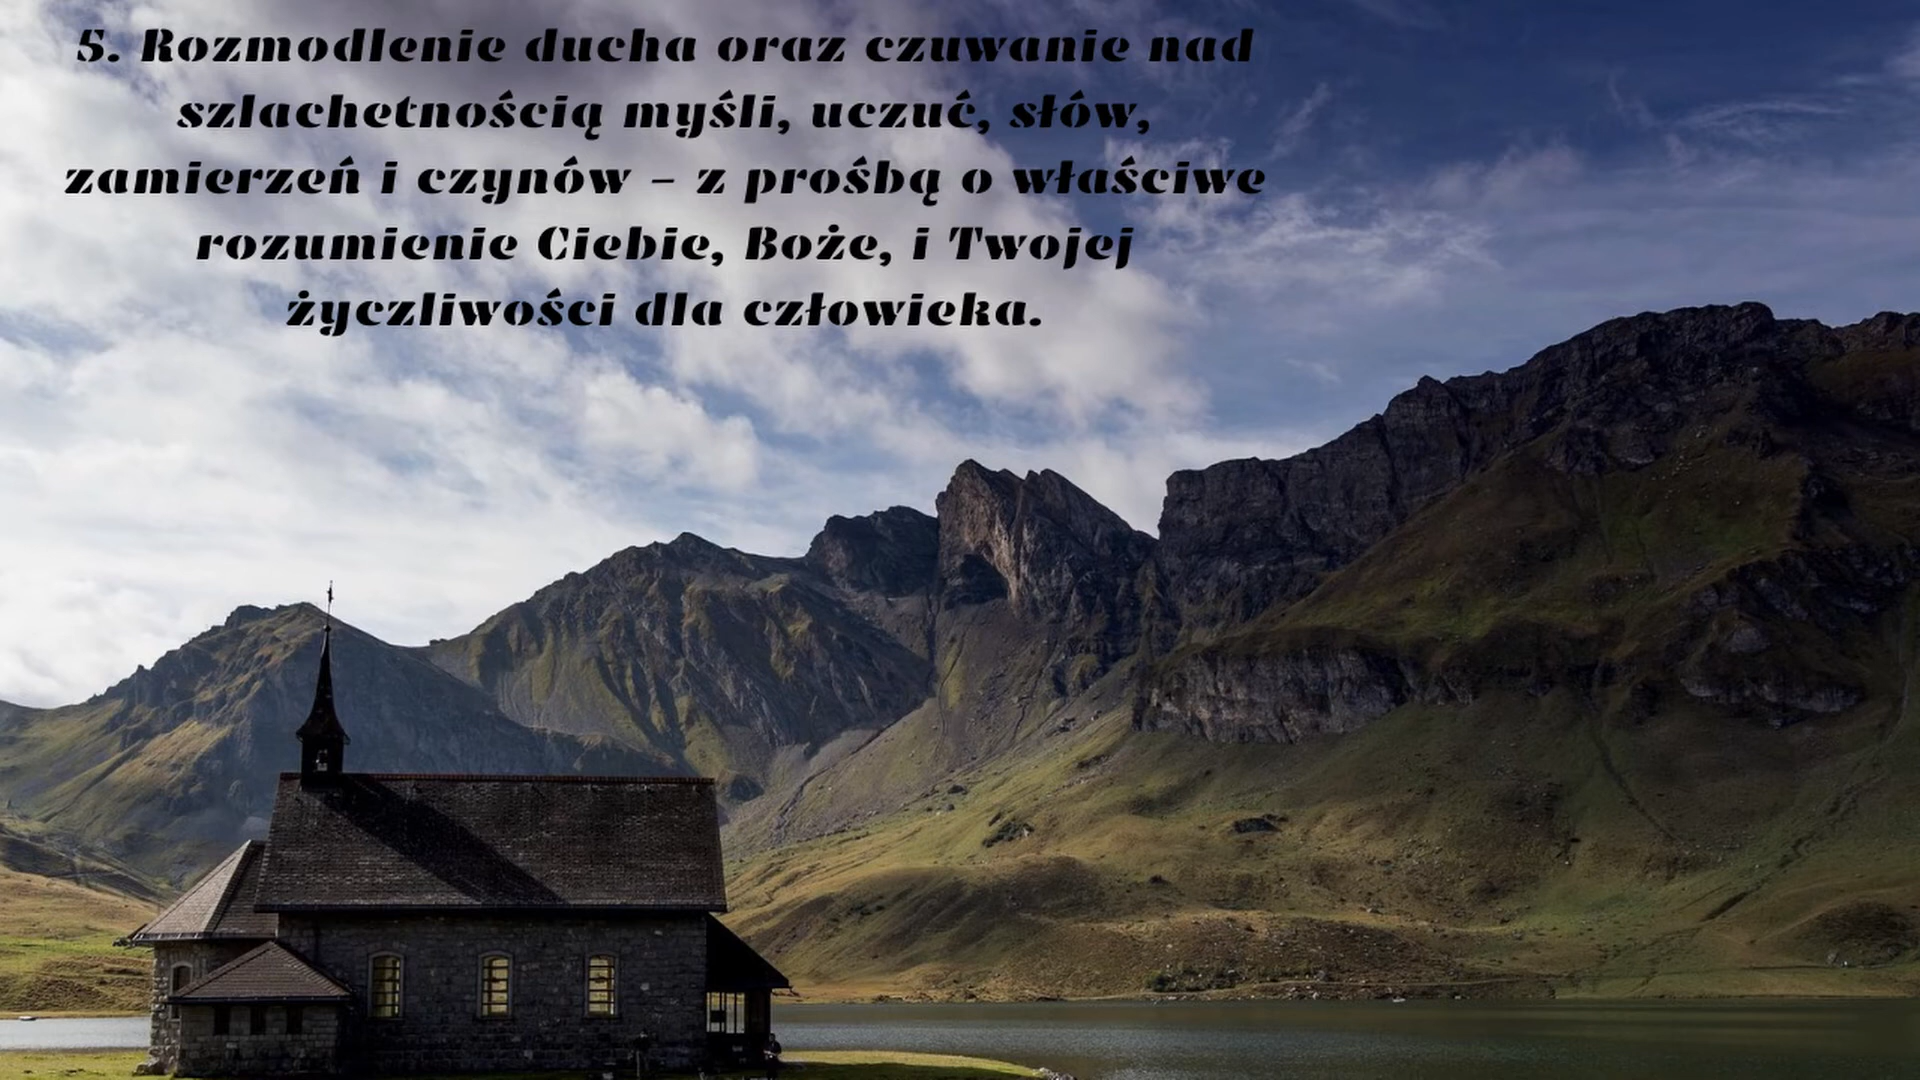 5. Rozmodlenie ducha oraz czuwanie nad
szlachetnością myśli, uczuć, słów,
zamierzeń i czynów – z prośbą o właściwe
rozumienie Ciebie, Boże, i Twojej
życzliwości dla człowieka.